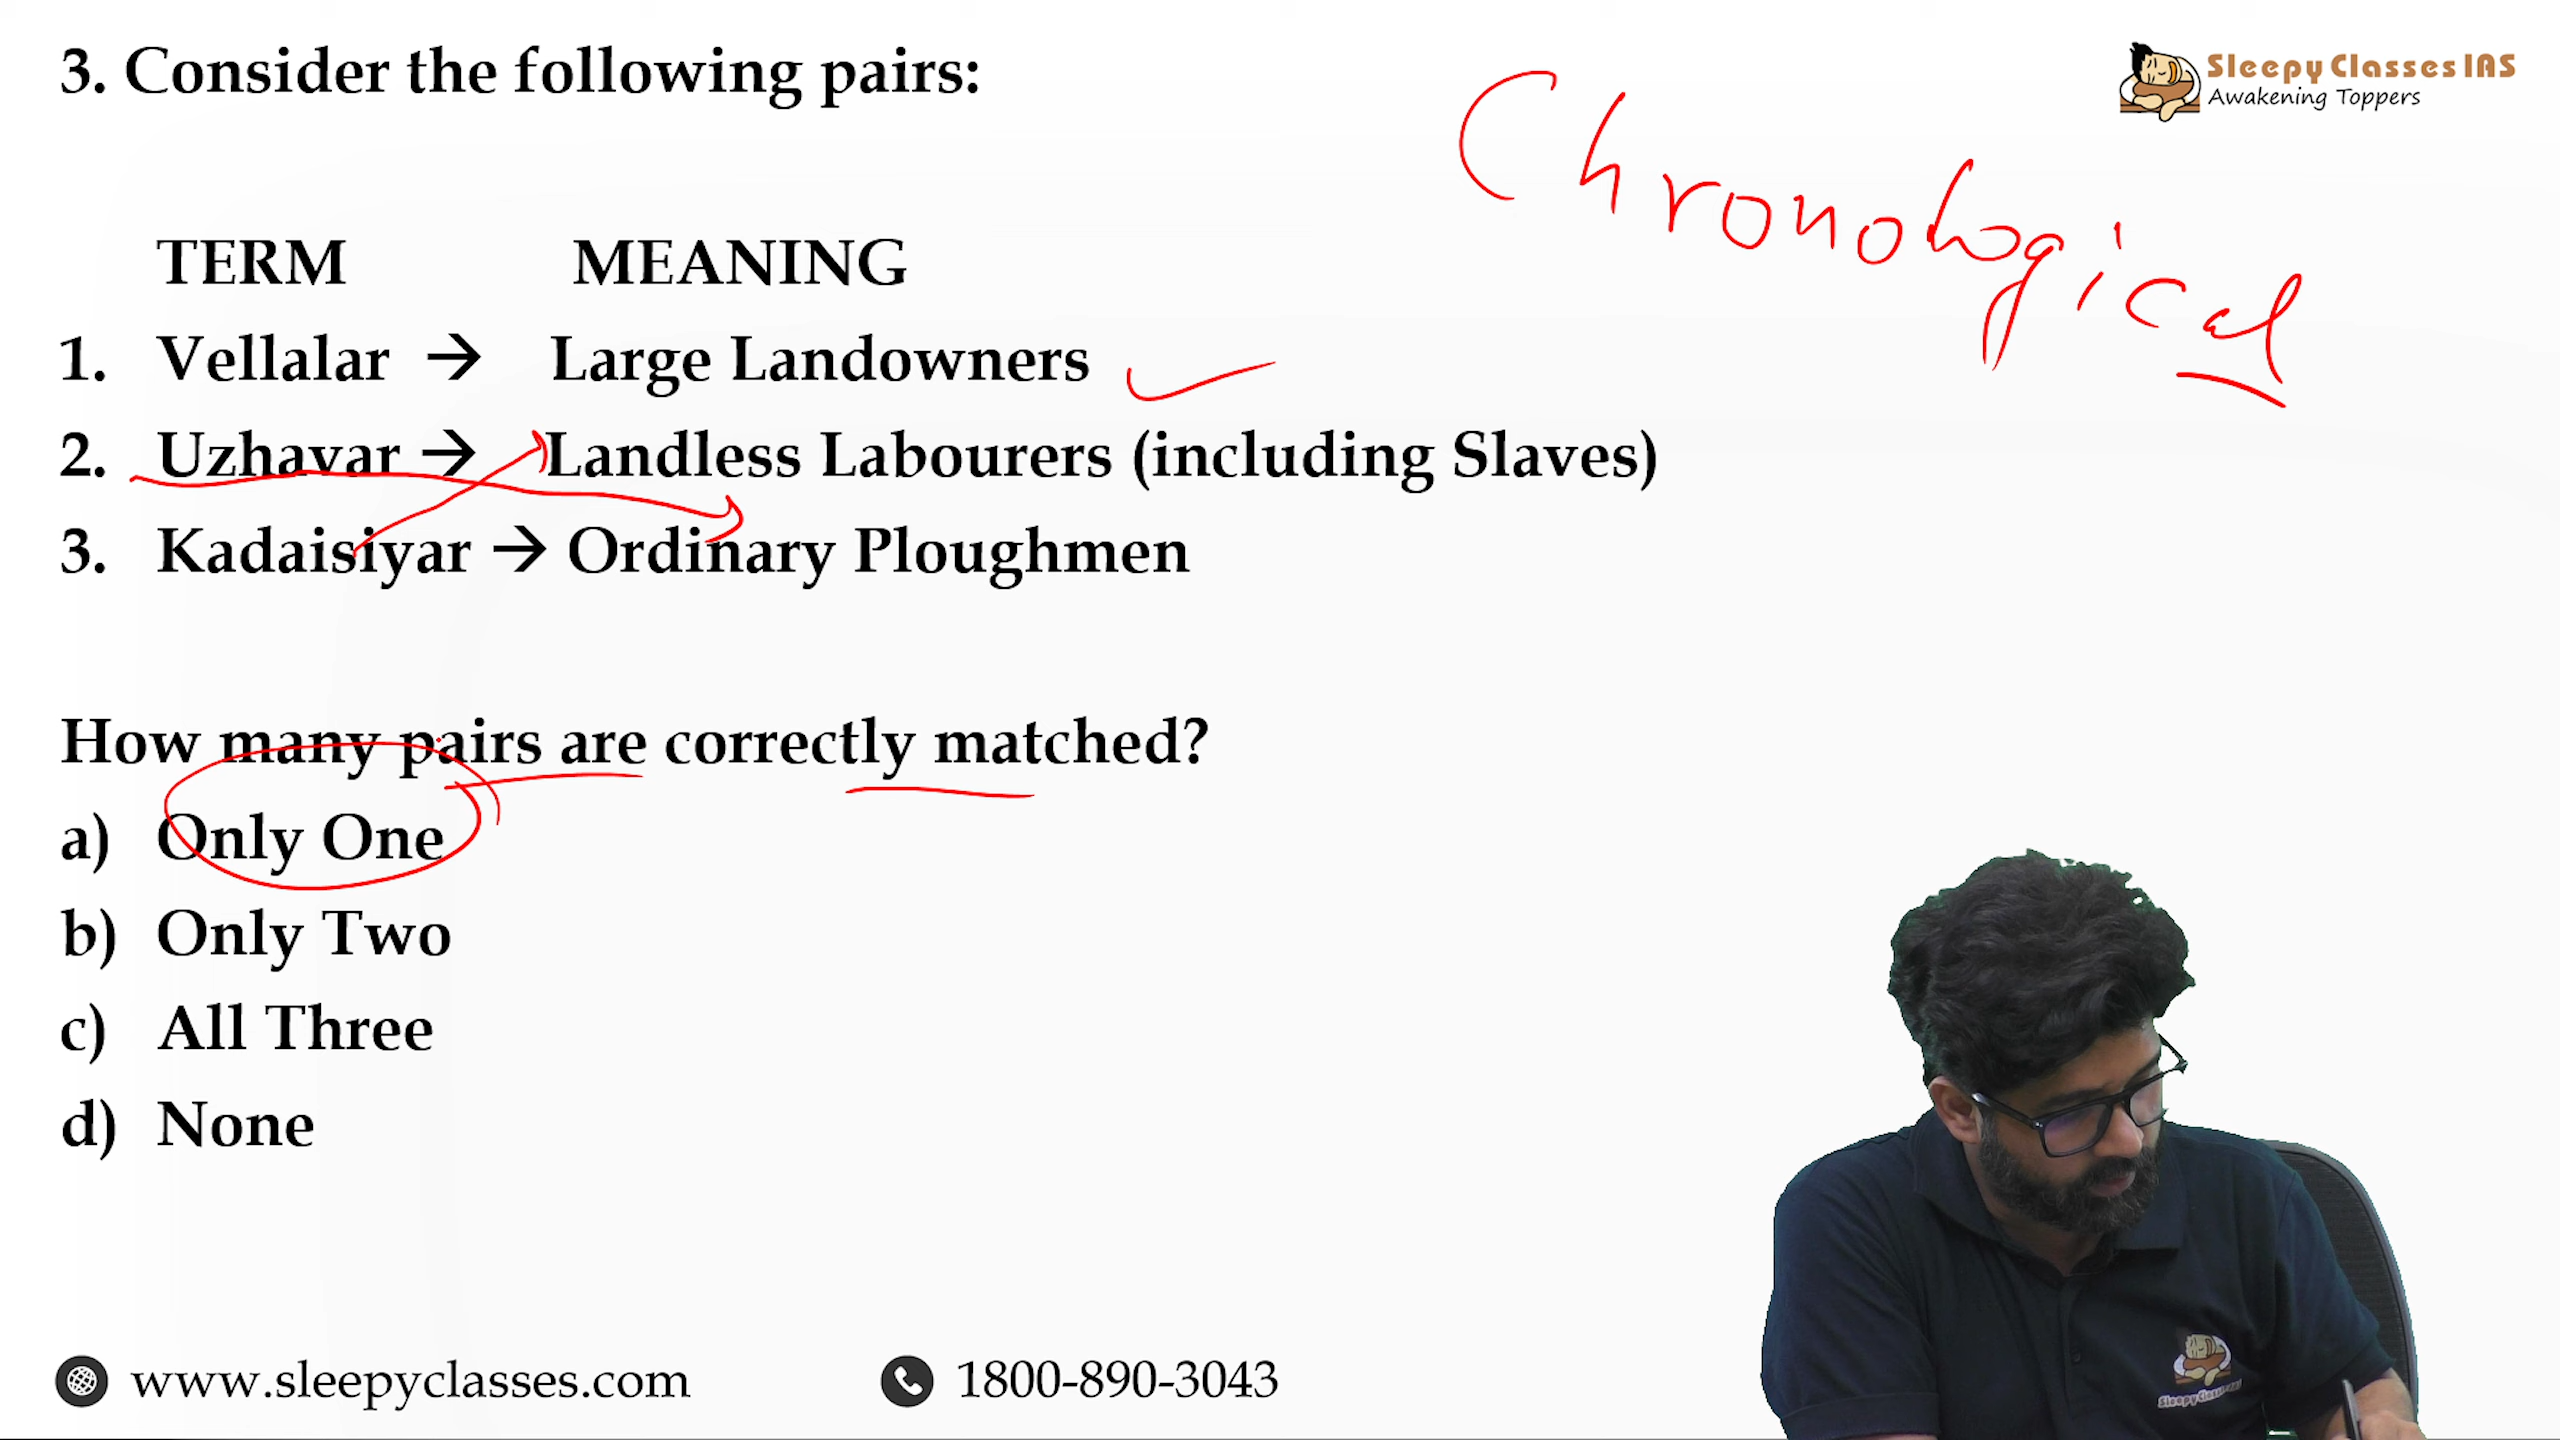 3. Consider the following pairs:
Sleepy Classes IAS
Awakening Toppers
Chronological
TERM MEANING
1. Vellalar → Large Landowners
2. Uzhavar → Landless Labourers (including Slaves)
3. Kadaisiyar → Ordinary Ploughmen
How many pairs are correctly matched?
a) Only One
b) Only Two
c) All Three
d) None
www.sleepyclasses.com 1800-890-3043
SleepyClasses